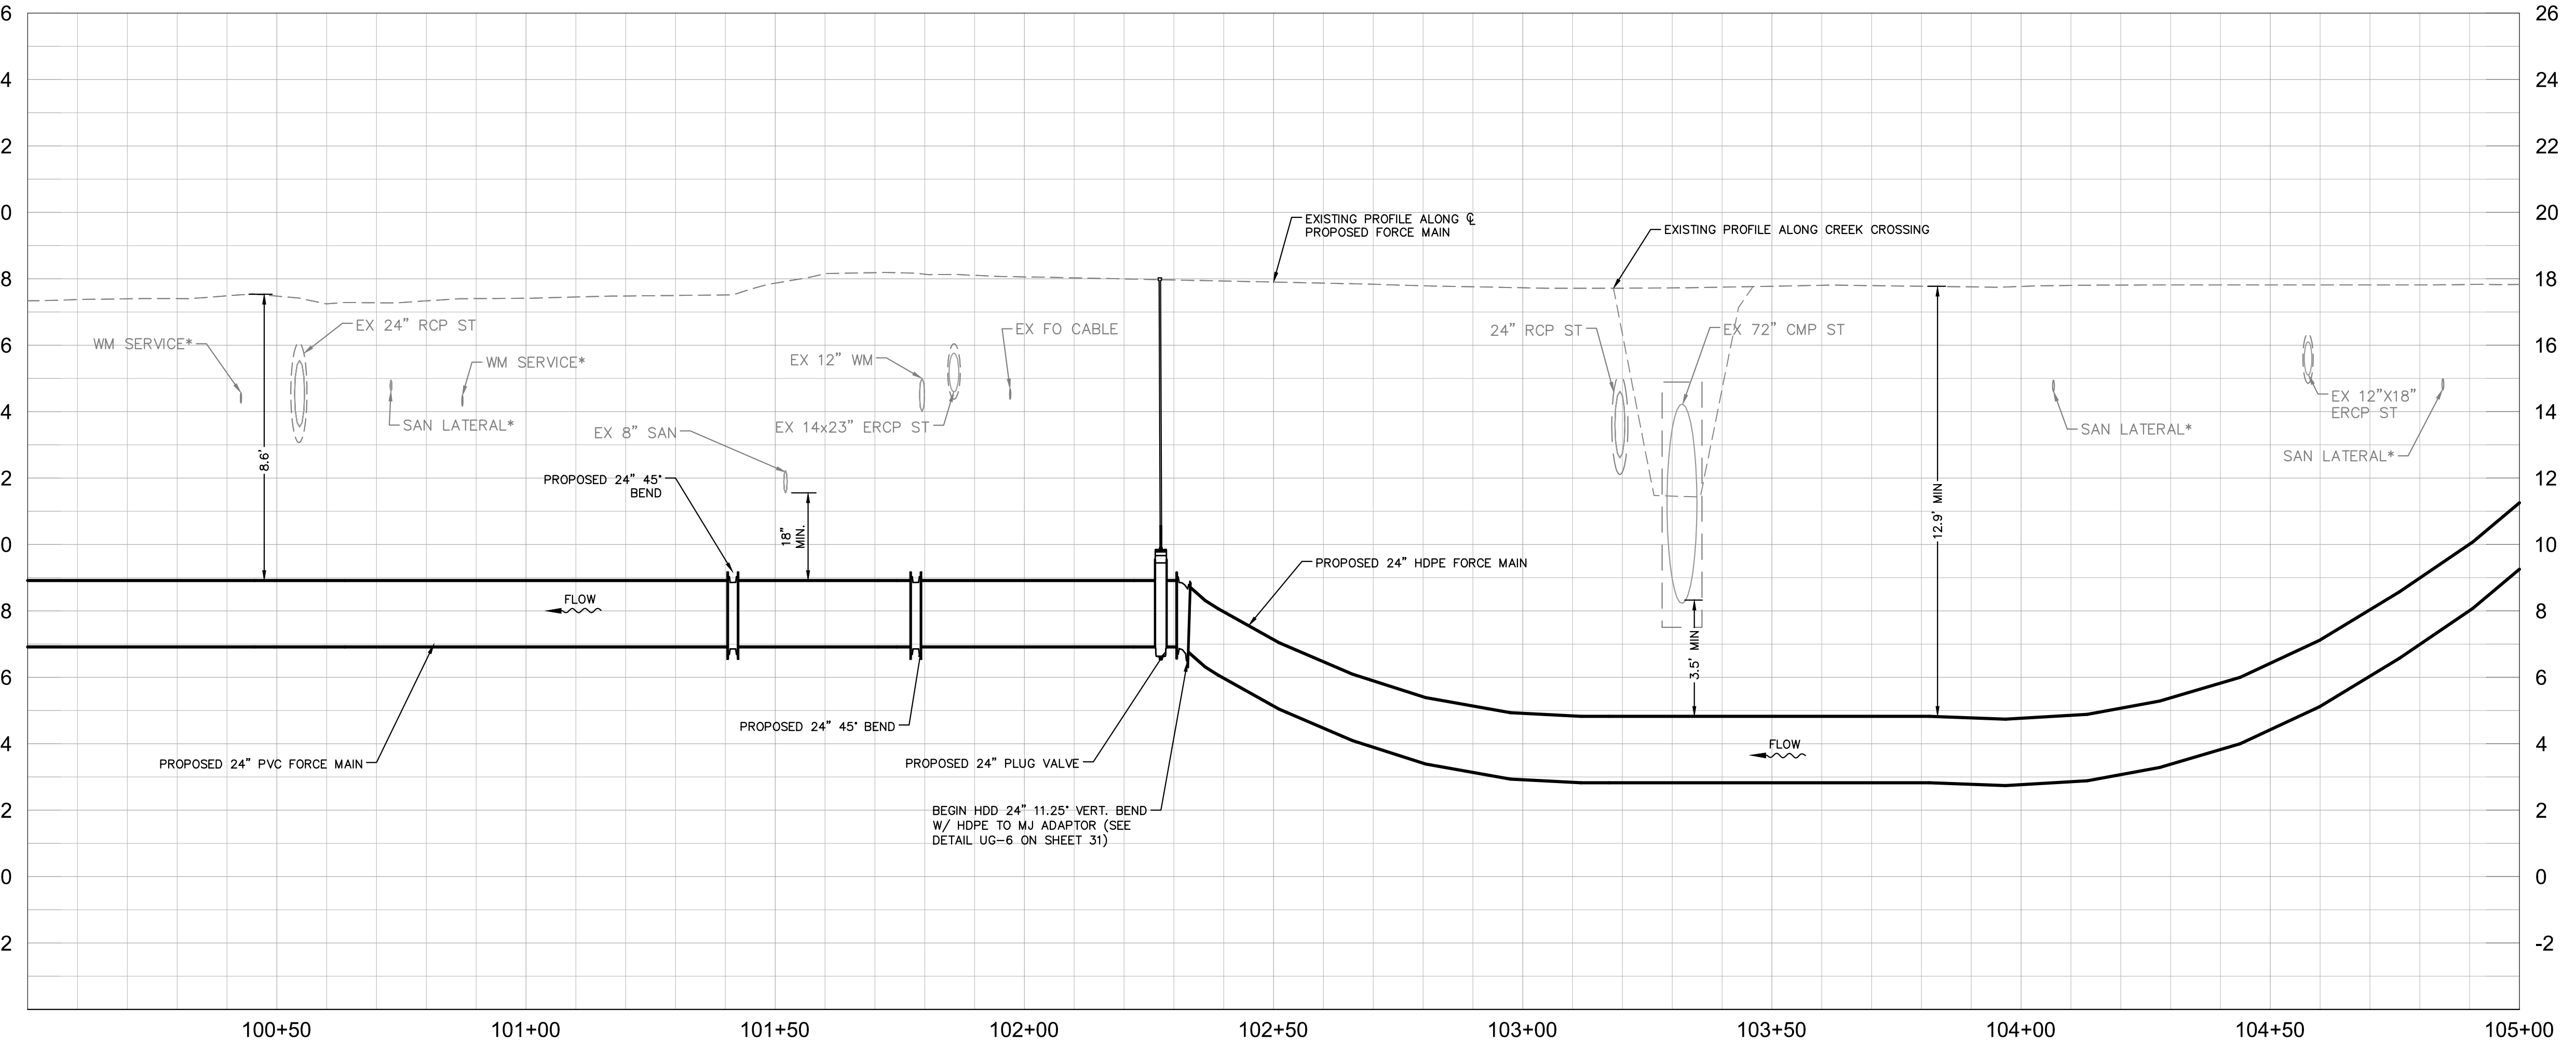 6
26
4
24
2
22
0
20
EXISTING PROFILE ALONG ℄
PROPOSED FORCE MAIN
EXISTING PROFILE ALONG CREEK CROSSING
8
18
WM SERVICE*
EX 24" RCP ST
WM SERVICE*
EX 12" WM
EX FO CABLE
24" RCP ST
EX 72" CMP ST
6
16
SAN LATERAL*
EX 8" SAN
EX 14x23" ERCP ST
SAN LATERAL*
EX 12"X18"
ERCP ST
SAN LATERAL*
4
14
8.6'
PROPOSED 24" 45°
BEND
18"
MIN.
12.9' MIN
2
12
0
10
PROPOSED 24" HDPE FORCE MAIN
FLOW
8
8
3.5' MIN
6
6
PROPOSED 24" 45° BEND
PROPOSED 24" PVC FORCE MAIN
PROPOSED 24" PLUG VALVE
FLOW
4
4
BEGIN HDD 24" 11.25° VERT. BEND
W/ HDPE TO MJ ADAPTOR (SEE
DETAIL UG-6 ON SHEET 31)
2
2
0
0
2
-2
100+50
101+00
101+50
102+00
102+50
103+00
103+50
104+00
104+50
105+00